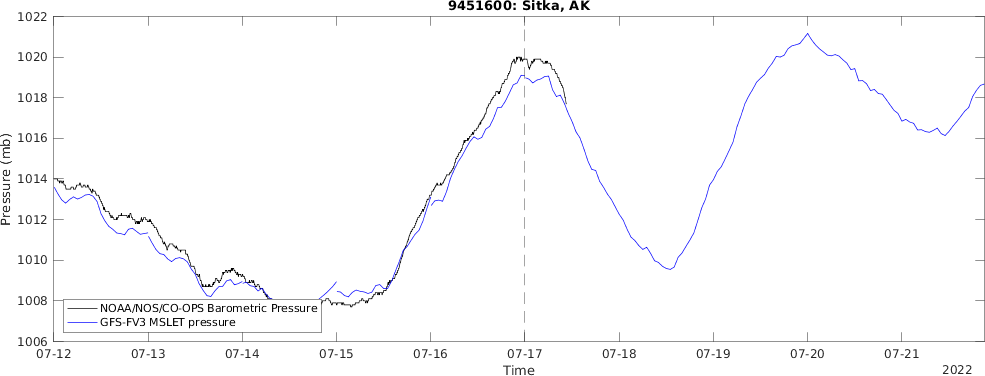 9451600: Sitka, AK
1022
1020
1018
1016
1014
1012
1010
1008
1006
Pressure (mb)
NOAA/NOS/CO-OPS Barometric Pressure
GFS-FV3 MSLET pressure
07-12 07-13 07-14 07-15 07-16 07-17 07-18 07-19 07-20 07-21
Time
2022